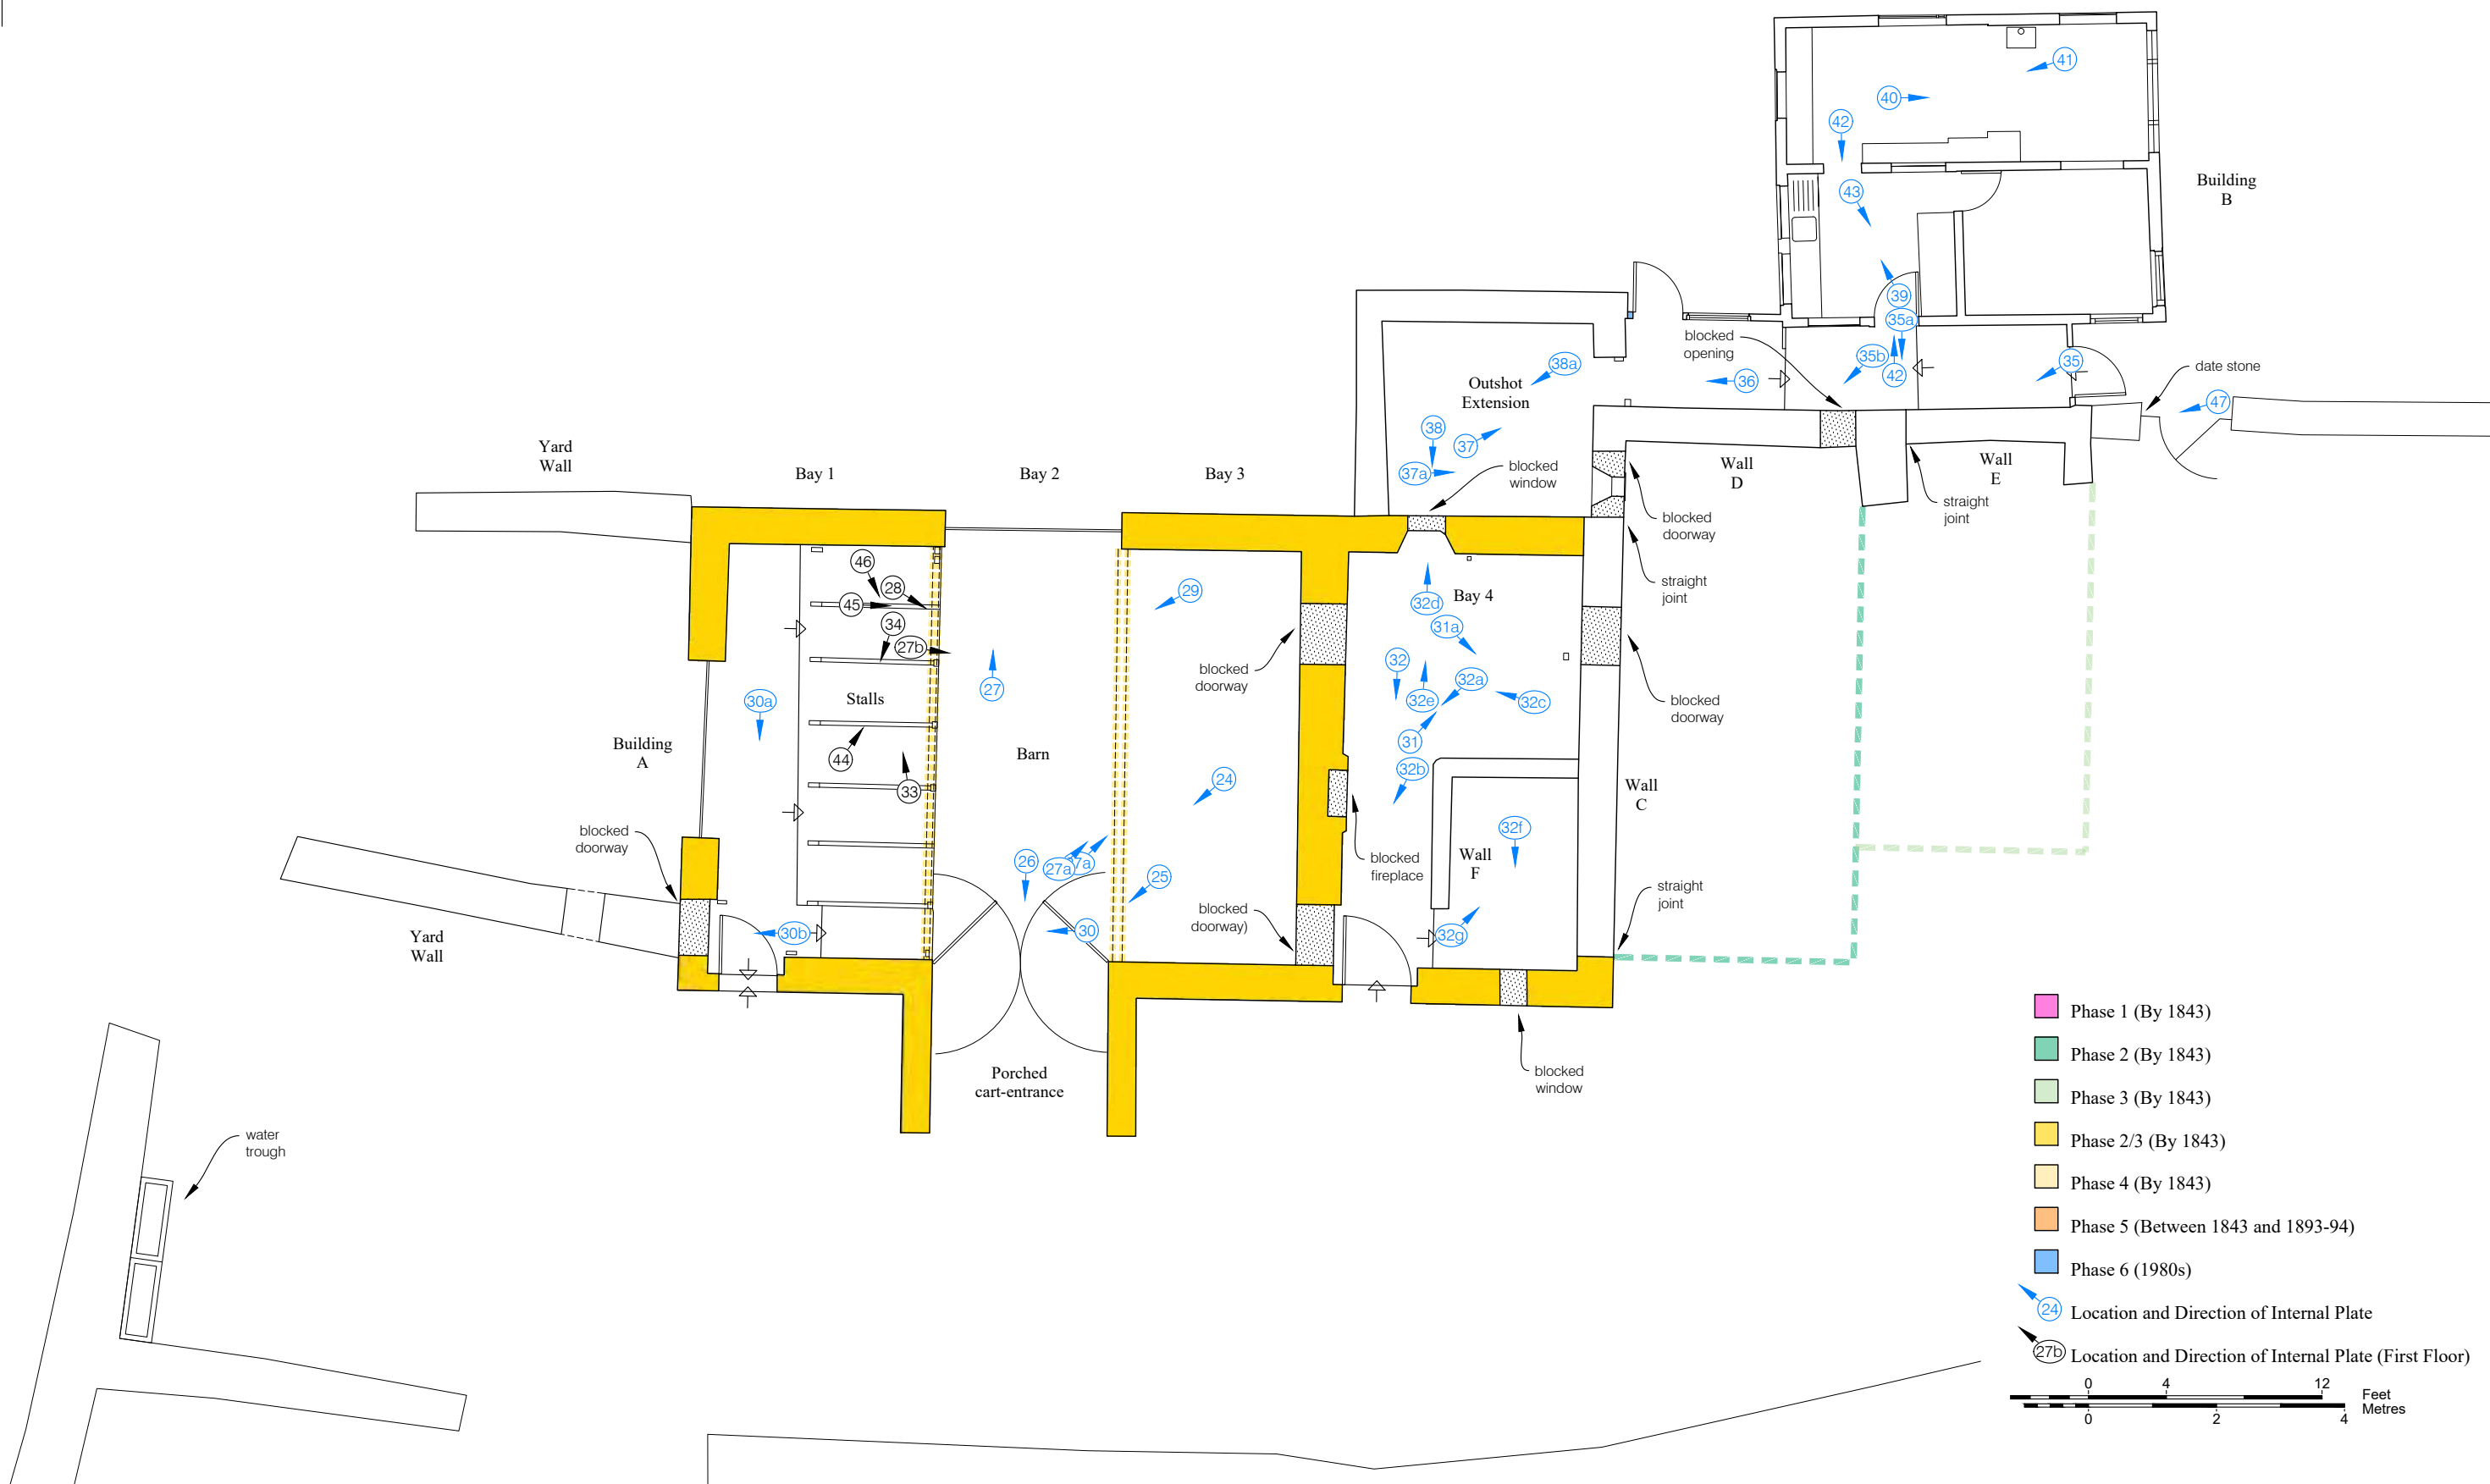 41
40
42
43
Building
B
39
35a
blocked
opening
35b
42
35
36
date stone
47
38a
Outshot
Extension
38
37
37a
blocked
window
Wall
D
Wall
E
straight
joint
blocked
doorway
straight
joint
Yard
Wall
Bay 1
Bay 2
Bay 3
46
28
45
34
27b
29
32d
Bay 4
31a
blocked
doorway
32
32a
32e
32c
27
30a
Stalls
blocked
doorway
31
Building
A
44
33
Barn
24
32b
Wall
C
blocked
doorway
26
27a
37a
25
blocked
fireplace
Wall
F
32f
straight
joint
Yard
Wall
30b
30
blocked
doorway)
32g
Porched
cart-entrance
blocked
window
water
trough
Phase 1 (By 1843)
Phase 2 (By 1843)
Phase 3 (By 1843)
Phase 2/3 (By 1843)
Phase 4 (By 1843)
Phase 5 (Between 1843 and 1893-94)
Phase 6 (1980s)
24 Location and Direction of Internal Plate
27b Location and Direction of Internal Plate (First Floor)
0 4 12
Feet
Metres
0 2 4